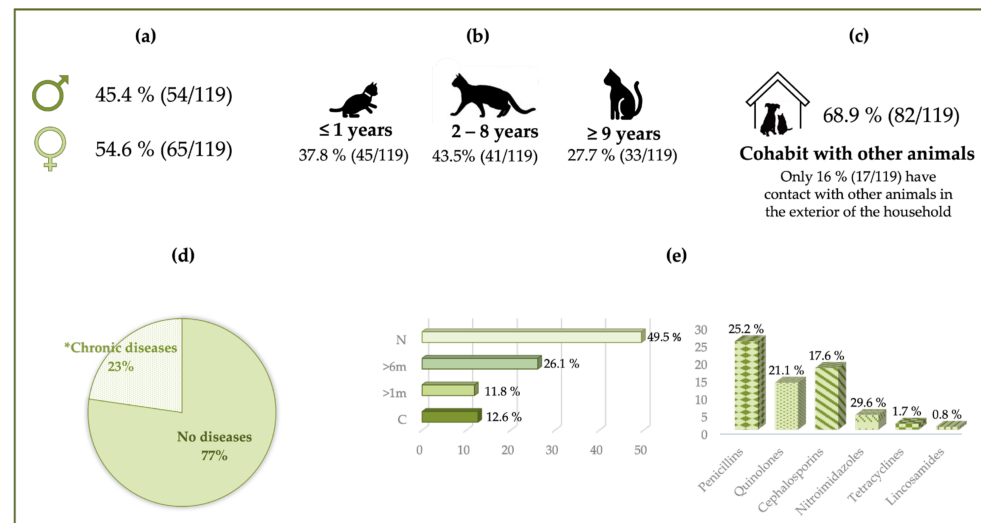 (a)
45.4 % (54/119)
54.6 % (65/119)
(b)
≤ 1 years
37.8 % (45/119)
2 – 8 years
43.5% (41/119)
≥ 9 years
27.7 % (33/119)
(c)
68.9 % (82/119)
Cohabit with other animals
Only 16 % (17/119) have
contact with other animals in
the exterior of the household
(d)
*Chronic diseases
23%
No diseases
77%
(e)
N
49.5 %
>6m
26.1 %
>1m
11.8 %
C
12.6 %
0
10
20
30
40
50
30
25
20
15
10
5
0
25.2 %
21.1 %
17.6 %
29.6 %
1.7 %
0.8 %
Penicillins
Quinolones
Cephalosporins
Nitroimidazoles
Tetracyclines
Lincosamides